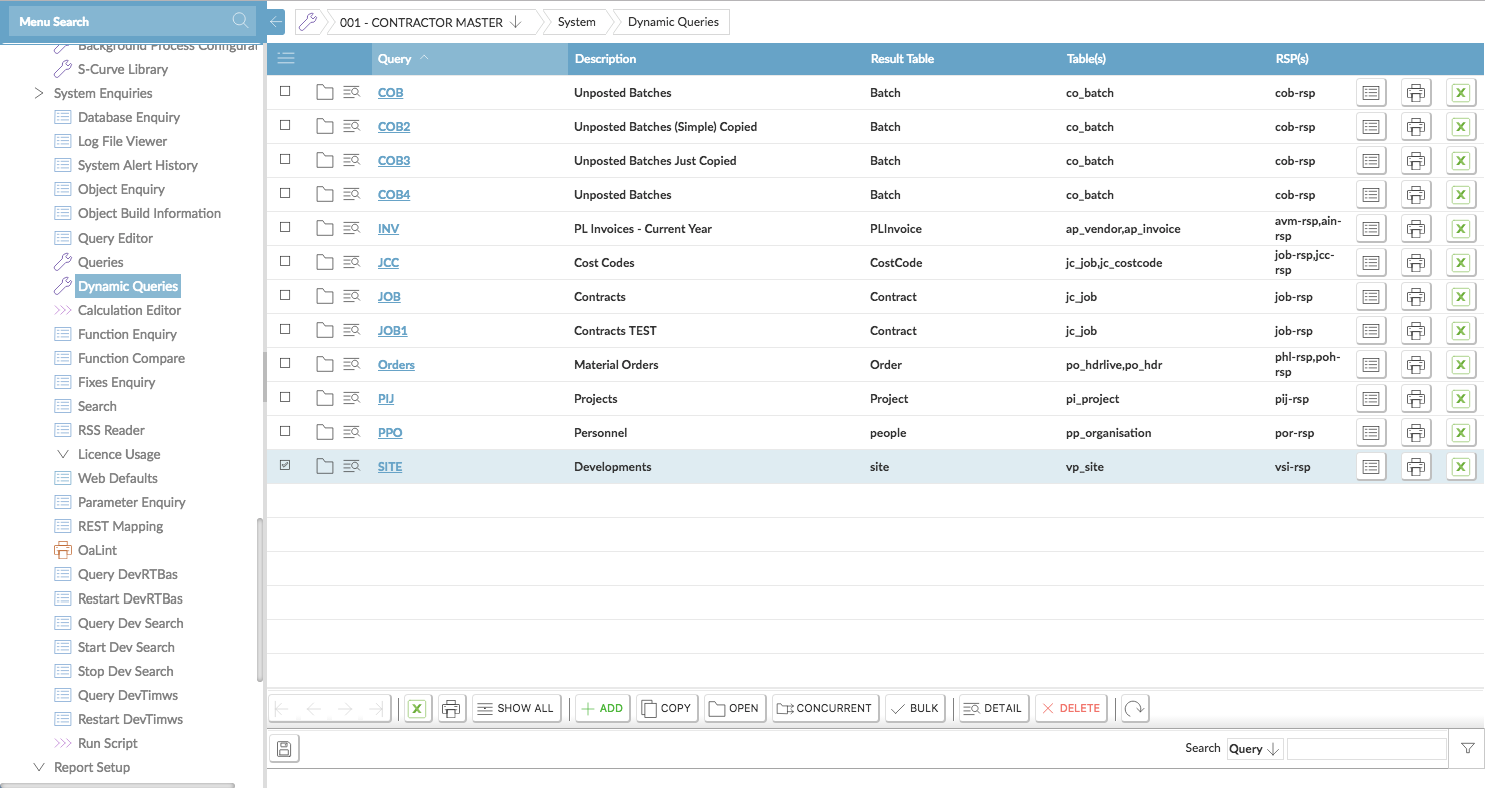 Menu Search
001 - CONTRACTOR MASTER
System
Dynamic Queries
Background Process Configurar
S-Curve Library
System Enquiries
Database Enquiry
Log File Viewer
System Alert History
Object Enquiry
Object Build Information
Query Editor
Queries
Dynamic Queries
Calculation Editor
Function Enquiry
Function Compare
Fixes Enquiry
Search
RSS Reader
Licence Usage
Web Defaults
Parameter Enquiry
REST Mapping
OaLint
Query DevRTBas
Restart DevRTBas
Query Dev Search
Start Dev Search
Stop Dev Search
Query DevTimws
Restart DevTimws
Run Script
Report Setup
Query Description Result Table Table(s) RSP(s)
COB Unposted Batches Batch co_batch cob-rsp
COB2 Unposted Batches (Simple) Copied Batch co_batch cob-rsp
COB3 Unposted Batches Just Copied Batch co_batch cob-rsp
COB4 Unposted Batches Batch co_batch cob-rsp
INV PL Invoices - Current Year PLInvoice ap_vendor,ap_invoice avm-rsp,ain-
rsp
JCC Cost Codes CostCode jc_job,jc_costcode job-rsp,jcc-
rsp
JOB Contracts Contract jc_job job-rsp
JOB1 Contracts TEST Contract jc_job job-rsp
Orders Material Orders Order po_hdrlive,po_hdr phl-rsp,poh-
rsp
PIJ Projects Project pi_project pij-rsp
PPO Personnel people pp_organisation por-rsp
SITE Developments site vp_site vsi-rsp
SHOW ALL ADD COPY OPEN CONCURRENT BULK DETAIL DELETE
Search Query